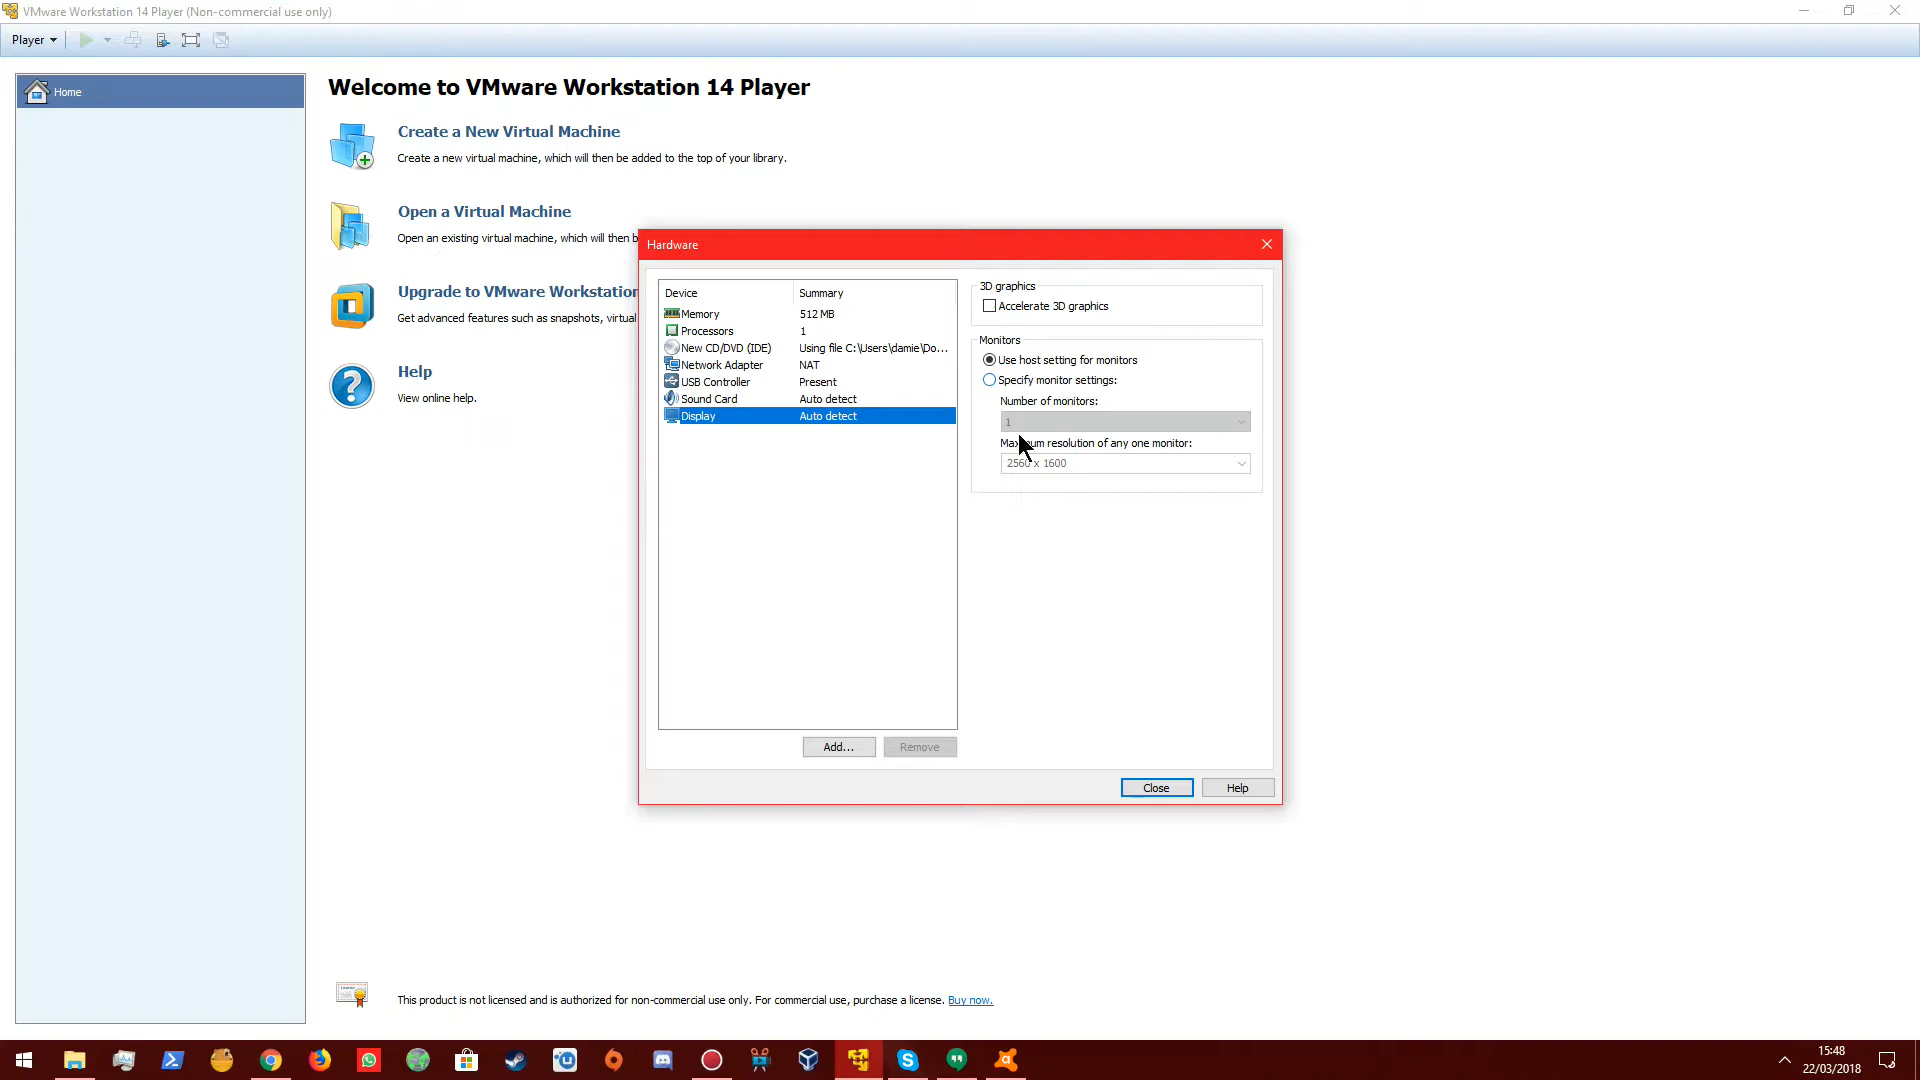 VMware Workstation 14 Player (Non-commercial use only)
Player
Home
Welcome to VMware Workstation 14 Player
Create a New Virtual Machine
Create a new virtual machine, which will then be added to the top of your library.
Open a Virtual Machine
Open an existing virtual machine, which will then b
Upgrade to VMware Workstation
Get advanced features such as snapshots, virtual
Help
View online help.
This product is not licensed and is authorized for non-commercial use only. For commercial use, purchase a license. Buy now.
Hardware
Device Summary
Memory 512 MB
Processors 1
New CD/DVD (IDE) Using file C:\Users\damie\Do...
Network Adapter NAT
USB Controller Present
Sound Card Auto detect
Display Auto detect
Add... Remove
3D graphics
Accelerate 3D graphics
Monitors
Use host setting for monitors
Specify monitor settings:
Number of monitors:
1
Maximum resolution of any one monitor:
2560 x 1600
Close Help
15:48
22/03/2018